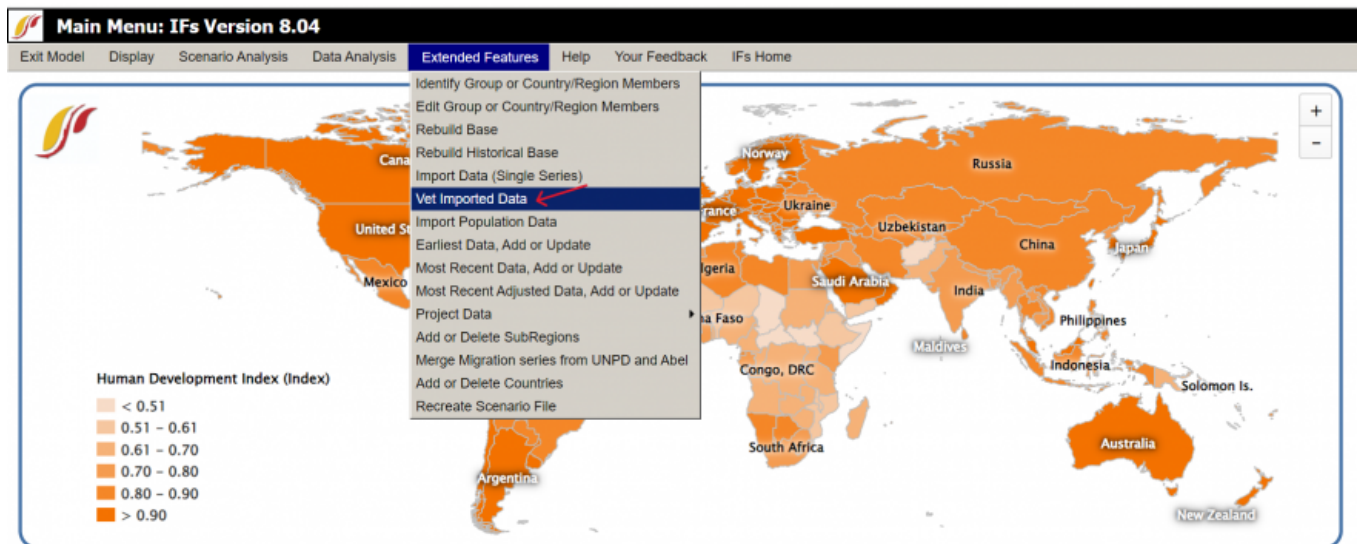 Main Menu: IFs Version 8.04
Exit Model Display Scenario Analysis Data Analysis Extended Features Help Your Feedback IFs Home
Identify Group or Country/Region Members
Edit Group or Country/Region Members
Rebuild Base
Rebuild Historical Base
Import Data (Single Series)
Vet Imported Data
Import Population Data
Earliest Data, Add or Update
Most Recent Data, Add or Update
Most Recent Adjusted Data, Add or Update
Project Data
Add or Delete SubRegions
Merge Migration series from UNPD and Abel
Add or Delete Countries
Recreate Scenario File
+
-
Cana
Norway
Russia
United St
rance
Ukraine
Uzbekistan
China
Japan
Mexico
lgeria
Saudi Arabia
India
na Faso
Philippines
Maldives
Congo, DRC
Indonesia
Solomon Is.
South Africa
Australia
Argentina
New Zealand
Human Development Index (Index)
< 0.51
0.51 - 0.61
0.61 - 0.70
0.70 - 0.80
0.80 - 0.90
> 0.90